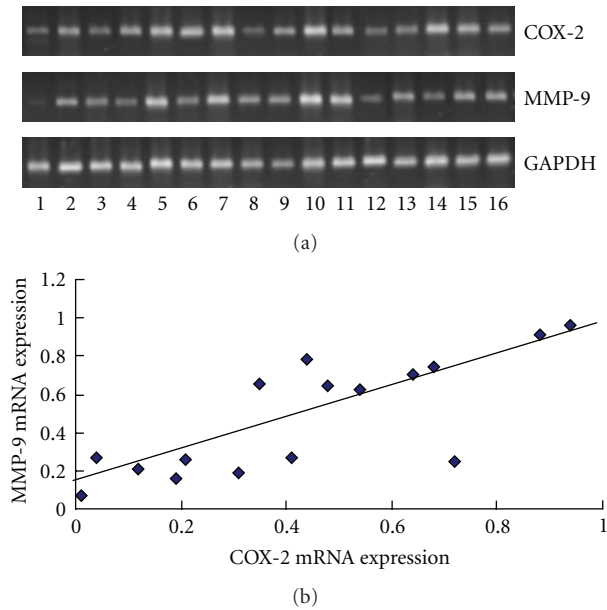 COX-2
MMP-9
GAPDH
1 2 3 4 5 6 7 8 9 10 11 12 13 14 15 16
(a)
1.2
1
0.8
0.6
0.4
0.2
0
MMP-9 mRNA expression
0 0.2 0.4 0.6 0.8 1
COX-2 mRNA expression
(b)